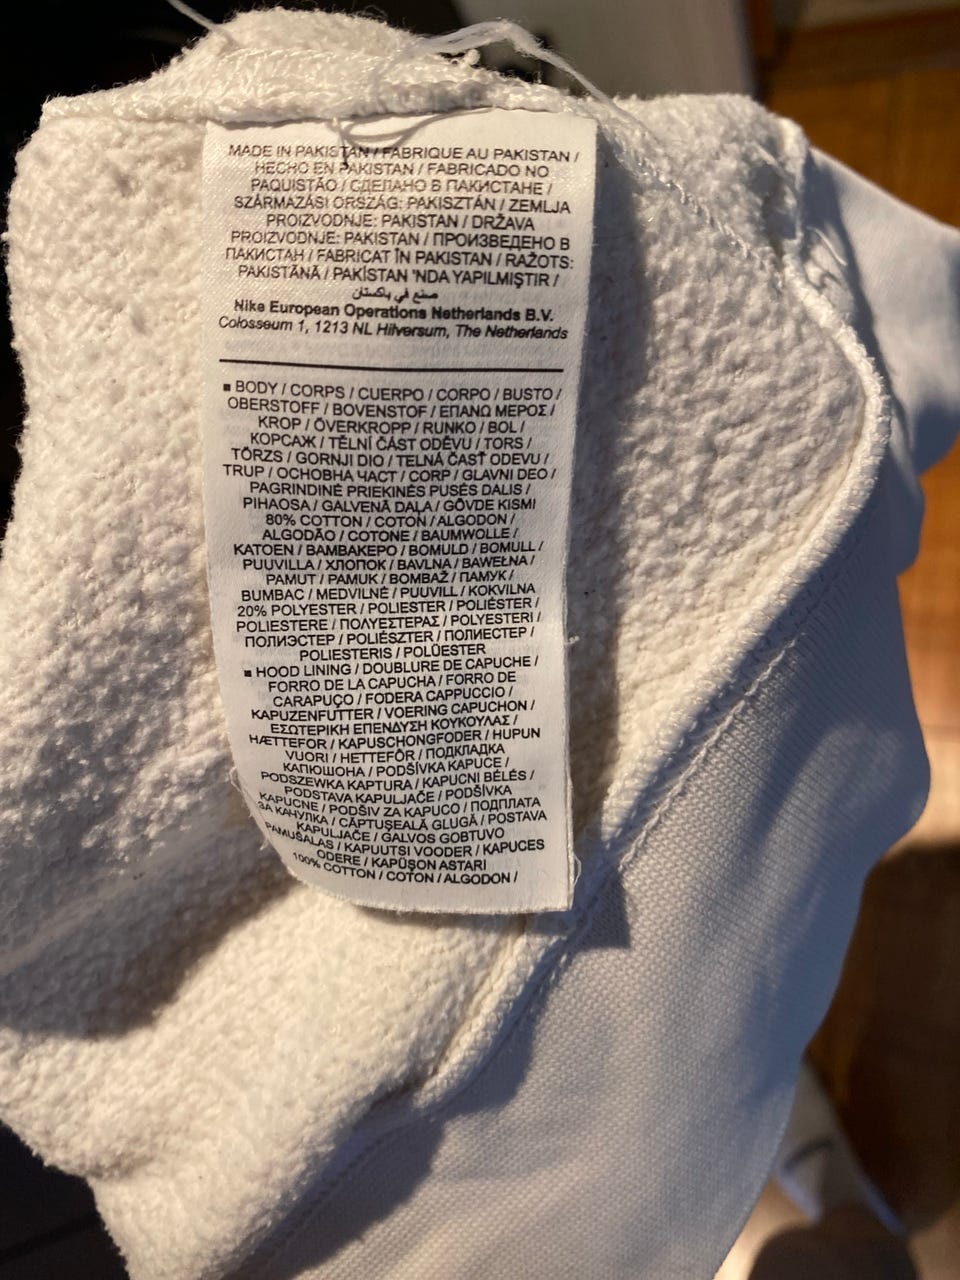 MADE IN PAKISTAN / FABRIQUE AU PAKISTAN /
HECHO EN PAKISTAN / FABRICADO NO
PAQUISTÃO / СДЕЛАНО В ПАКИСТАНЕ /
SZÁRMAZÁSI ORSZÁG: PAKISZTÁN / ZEMLJA
PROIZVODNJE: PAKISTAN / DRŽAVA
PROIZVODNJE: PAKISTAN / ПРОИЗВЕДЕНО В
ПАКИСТАН / FABRICAT ÎN PAKISTAN / RAŽOTS:
PAKISTĀNĀ / PAKİSTAN 'NDA YAPILMIŞTIR /
صنع في باكستان
Nike European Operations Netherlands B.V.
Colosseum 1, 1213 NL Hilversum, The Netherlands
▪ BODY / CORPS / CUERPO / CORPO / BUSTO /
OBERSTOFF / BOVENSTOF / ΕΠΑΝΩ ΜΕΡΟΣ /
KROP / ÖVERKROPP / RUNKO / BOL /
КОРСАЖ / TĚLNÍ ČÁST ODĚVU / TORS /
TÖRZS / GORNJI DIO / TELNÁ ČASŤ ODEVU /
TRUP / ОСНОВНА ЧАСТ / CORP / GLAVNI DEO /
PAGRINDINĖ PRIEKINĖS PUSĖS DALIS /
PIHAOSA / GALVENĀ DAĻA / GÖVDE KISMI
80% COTTON / COTON / ALGODON /
ALGODÃO / COTONE / BAUMWOLLE /
KATOEN / ΒΑΜΒΑΚΕΡΟ / BOMULD / BOMULL /
PUUVILLA / ХЛОПОК / BAVLNA / BAWEŁNA /
PAMUT / PAMUK / BOMBAŽ / ПАМУК /
BUMBAC / MEDVILNĖ / PUUVILL / KOKVILNA
20% POLYESTER / POLIESTER / POLIÉSTER /
POLIESTERE / ΠΟΛΥΕΣΤΕΡΑΣ / POLYESTERI /
ПОЛИЭСТЕР / POLIÉSZTER / ПОЛИЕСТЕР /
POLIESTERIS / POLÜESTER
▪ HOOD LINING / DOUBLURE DE CAPUCHE /
FORRO DE LA CAPUCHA / FORRO DE
CARAPUÇO / FODERA CAPPUCCIO /
KAPUZENFUTTER / VOERING CAPUCHON /
ΕΣΩΤΕΡΙΚΗ ΕΠΕΝΔΥΣΗ ΚΟΥΚΟΥΛΑΣ /
HÆTTEFOR / KAPUSCHONGFODER / HUPUN
VUORI / HETTEFÔR / ПОДКЛАДКА
КАПЮШОНА / PODŠÍVKA KAPUCE /
PODSZEWKA KAPTURA / KAPUCNI BÉLÉS /
PODSTAVA KAPULJAČE / PODŠÍVKA
KAPUCNE / PODŠIV ZA KAPUCO / ПОДПЛАТА
ЗА КАЧУЛКА / CĂPTUŞEALĂ GLUGĂ / POSTAVA
KAPULJAČE / GALVOS GOBTUVO
PAMUŠALAS / KAPUUTSI VOODER / KAPUCES
ODERE / KAPÜŞON ASTARI
100% COTTON / COTON / ALGODON /